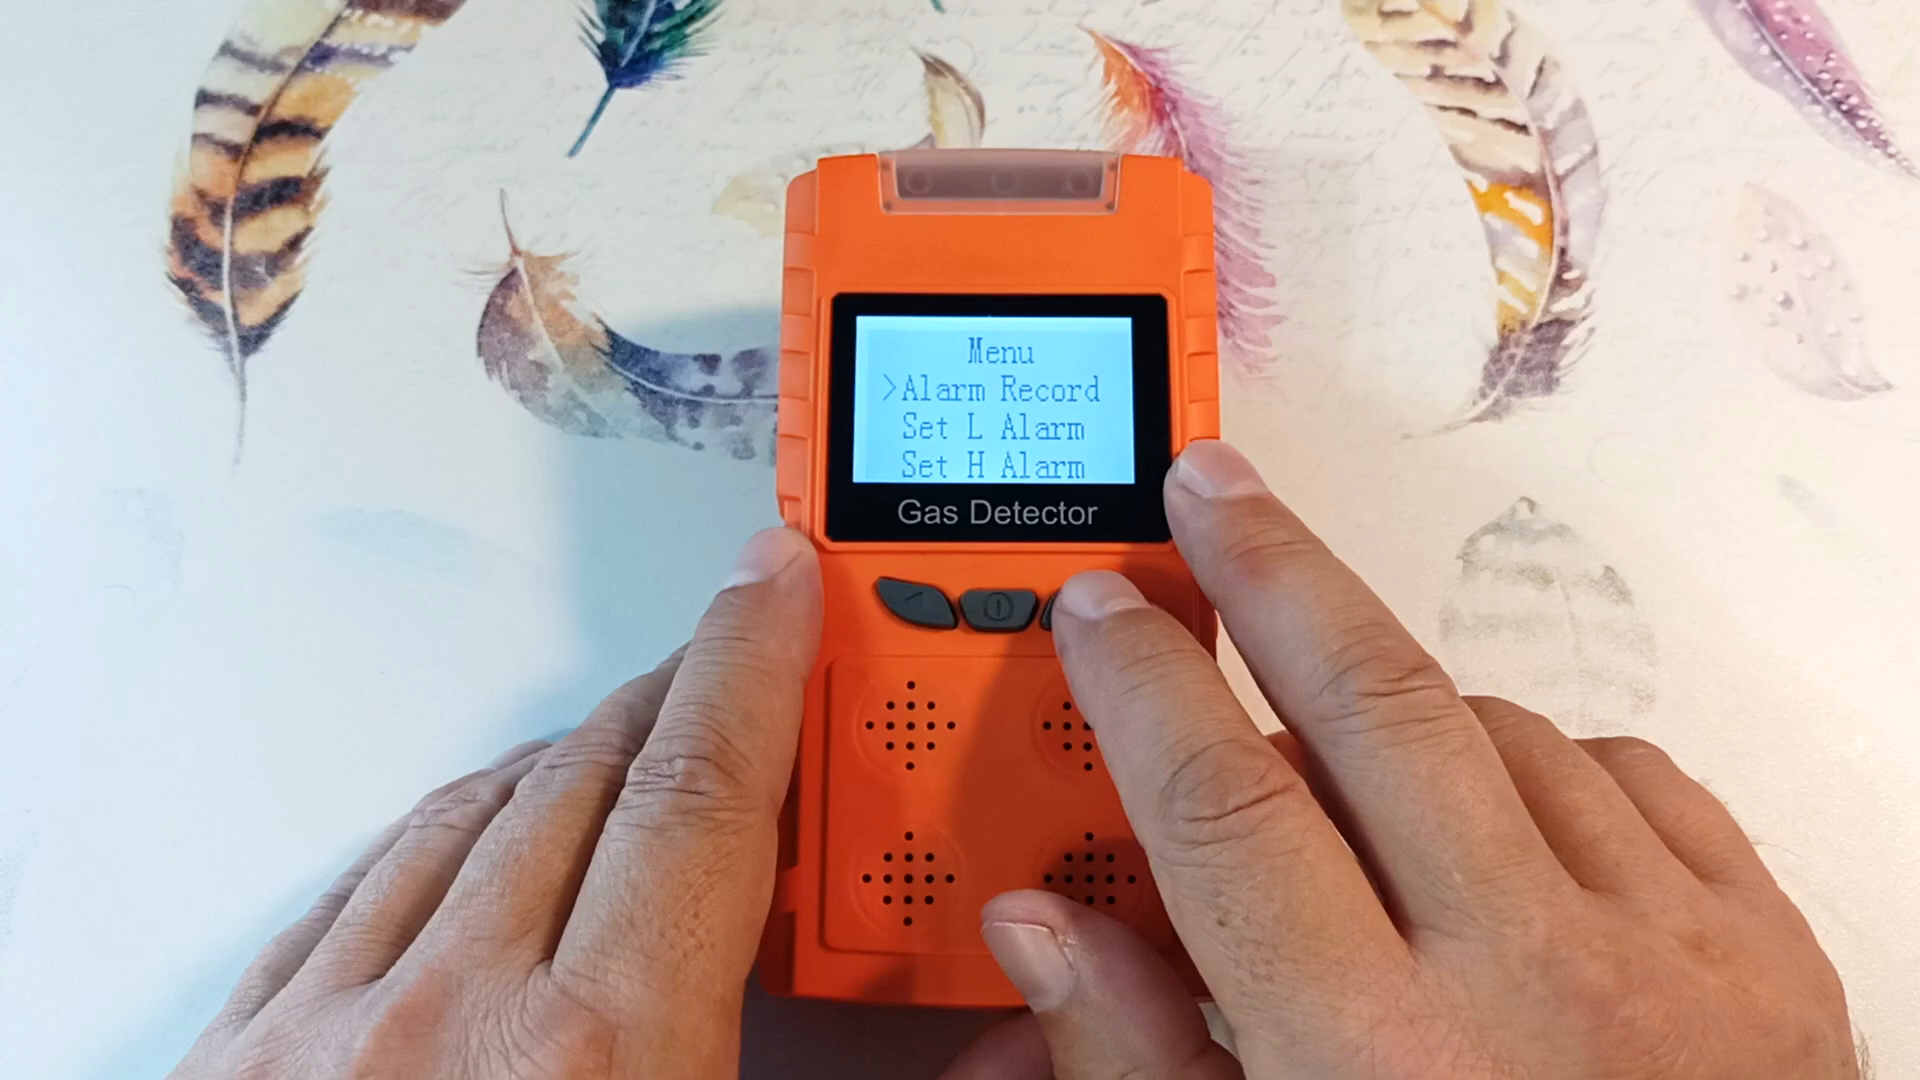 Menu
>Alarm Record
Set L Alarm
Set H Alarm
Gas Detector